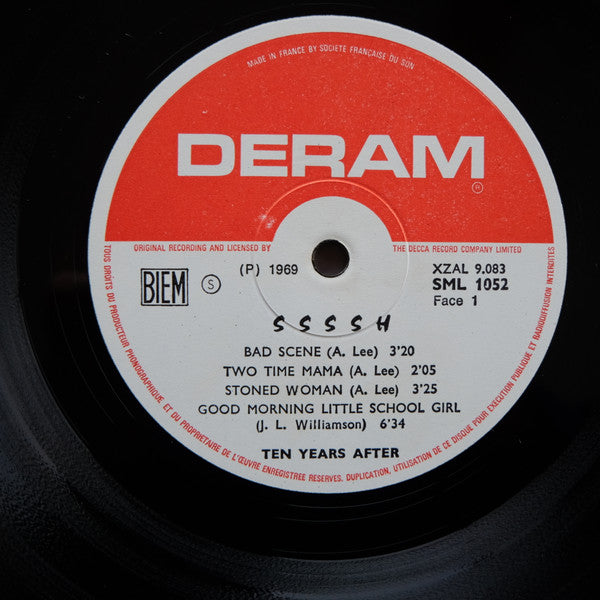 MADE IN FRANCE BY SOCIÉTÉ FRANÇAISE DU SON
DERAM
®
ORIGINAL RECORDING AND LICENSED BY THE DECCA RECORD COMPANY LIMITED
BIEM
S
(P) 1969
XZAL 9.083
SML 1052
Face 1
SSSSH
BAD SCENE (A. Lee) 3'20
TWO TIME MAMA (A. Lee) 2'05
STONED WOMAN (A. Lee) 3'25
GOOD MORNING LITTLE SCHOOL GIRL
(J. L. Williamson) 6'34
TEN YEARS AFTER
TOUS DROITS DU PRODUCTEUR PHONOGRAPHIQUE ET DU PROPRIETAIRE DE L'ŒUVRE ENREGISTREE RESERVES. DUPLICATION, UTILISATION DE CE DISQUE POUR EXECUTION PUBLIQUE ET RADIODIFFUSION INTERDITES